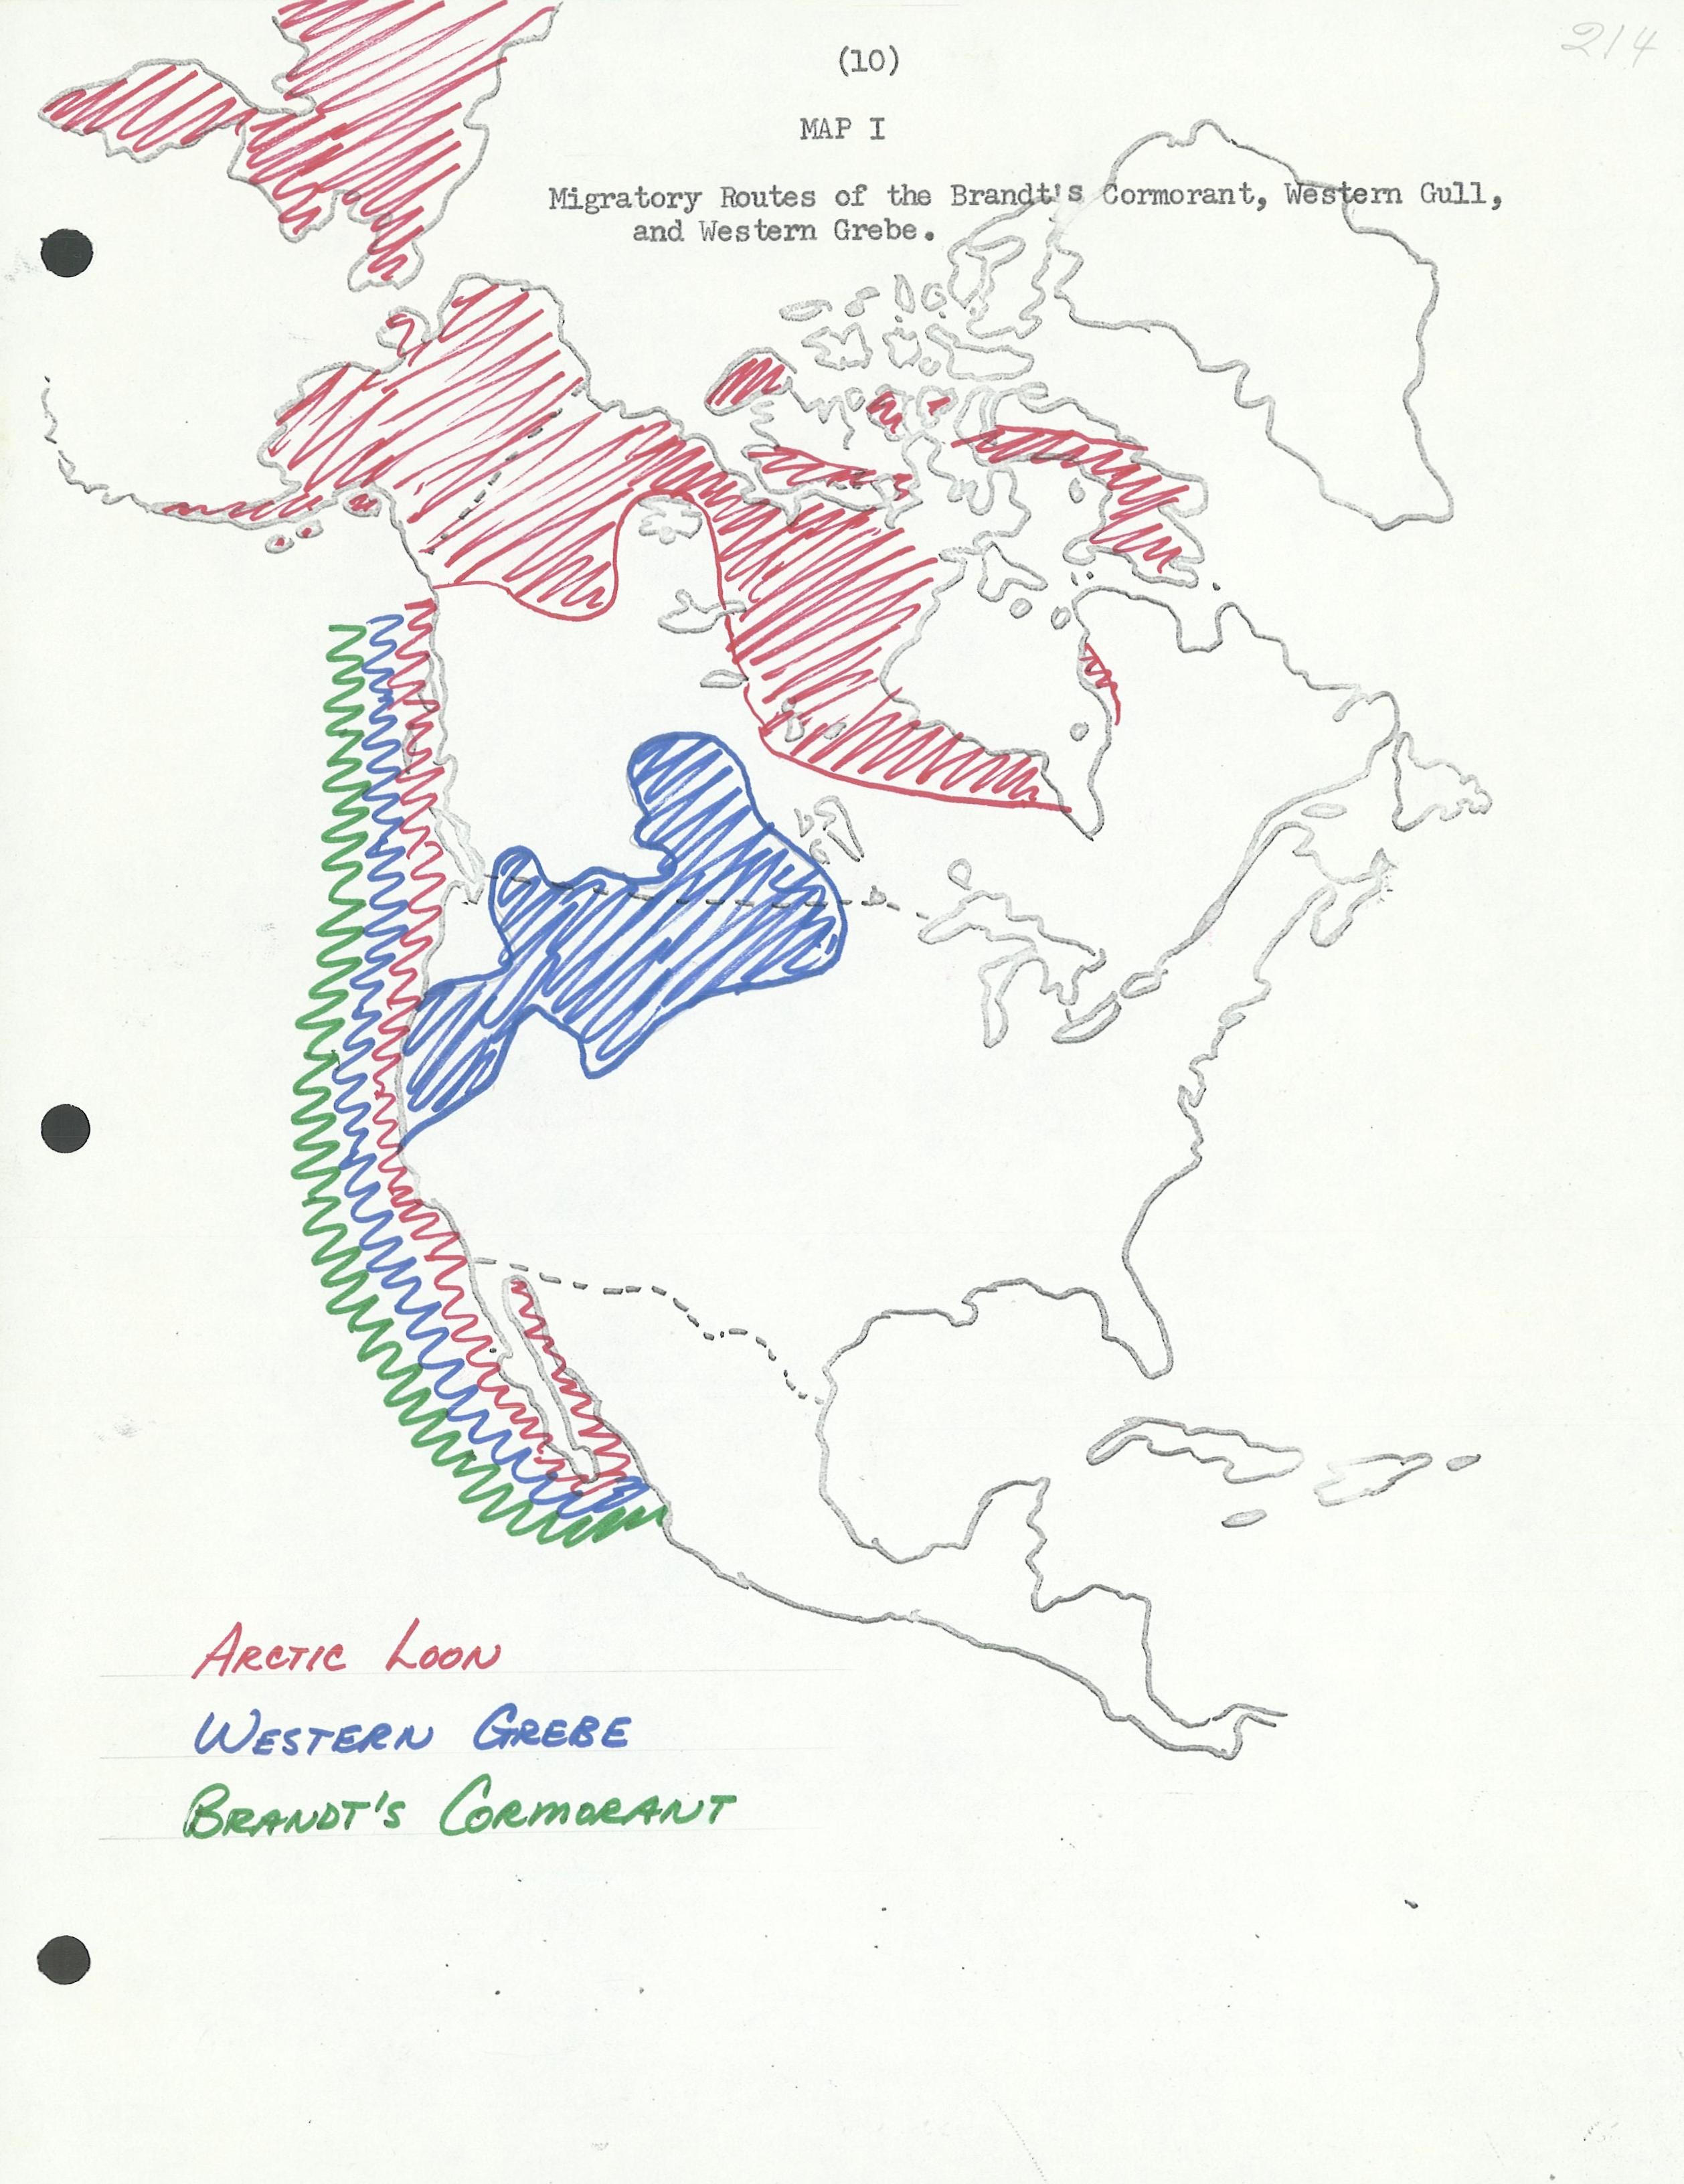 214
(10)
MAP I
Migratory Routes of the Brandt's Cormorant, Western Gull,
and Western Grebe.
ARCTIC LOON
WESTERN GREBE
BRANDT'S CORMORANT